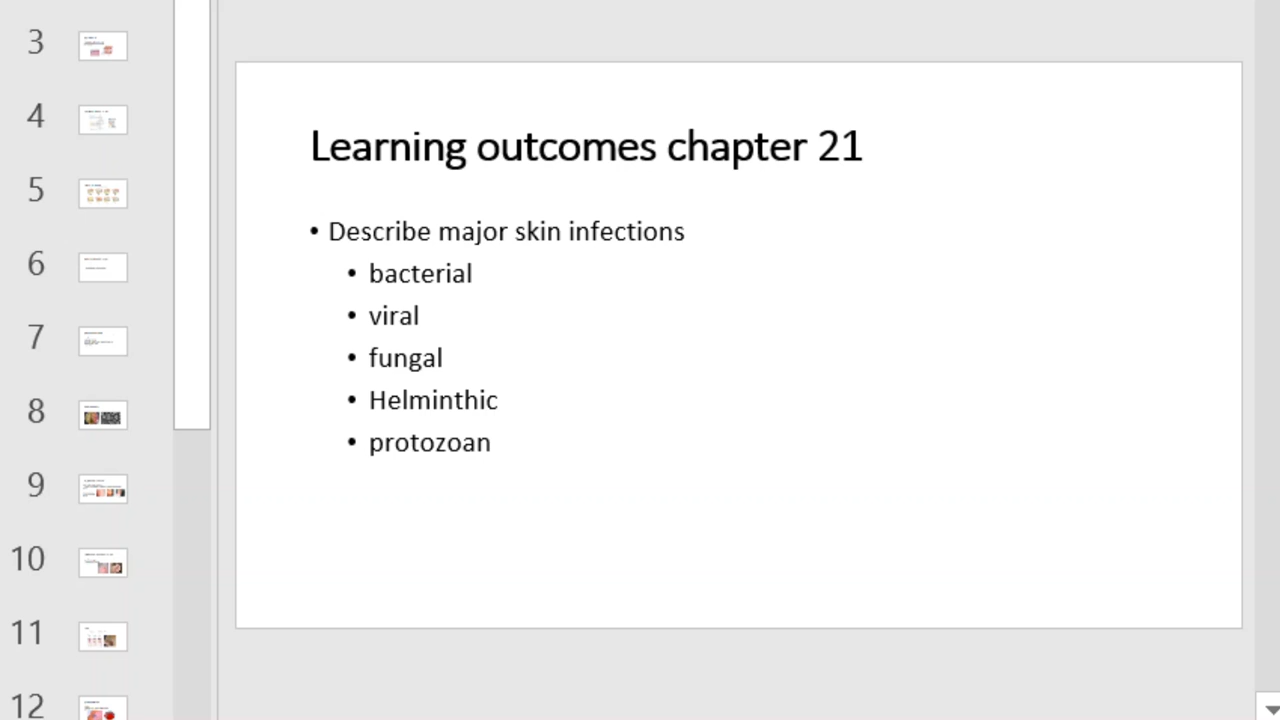 3
4
5
6
7
8
9
10
11
12
Learning outcomes chapter 21
• Describe major skin infections
• bacterial
• viral
• fungal
• Helminthic
• protozoan